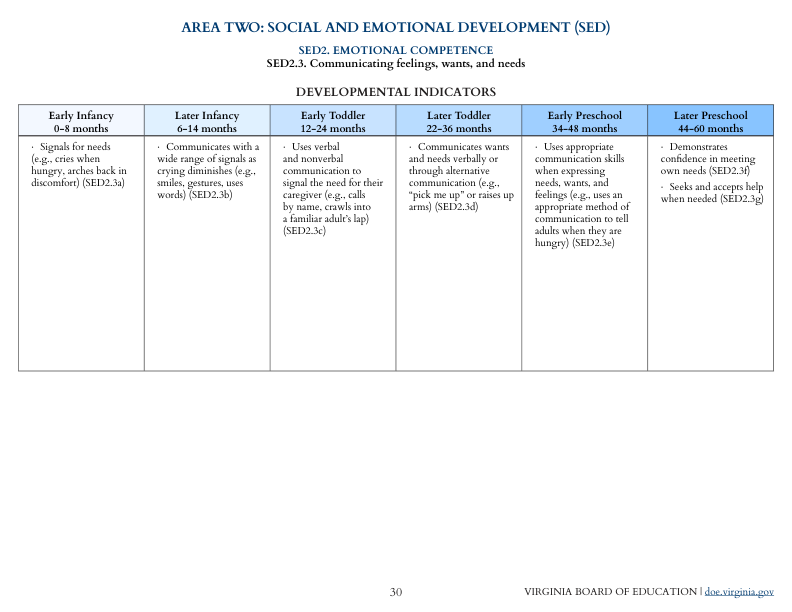 AREA TWO: SOCIAL AND EMOTIONAL DEVELOPMENT (SED)
SED2. EMOTIONAL COMPETENCE
SED2.3. Communicating feelings, wants, and needs
DEVELOPMENTAL INDICATORS
Early Infancy
0–8 months
· Signals for needs
(e.g., cries when
hungry, arches back in
discomfort) (SED2.3a)
Later Infancy
6–14 months
· Communicates with a
wide range of signals as
crying diminishes (e.g.,
smiles, gestures, uses
words) (SED2.3b)
Early Toddler
12–24 months
· Uses verbal
and nonverbal
communication to
signal the need for their
caregiver (e.g., calls
by name, crawls into
a familiar adult’s lap)
(SED2.3c)
Later Toddler
22–36 months
· Communicates wants
and needs verbally or
through alternative
communication (e.g.,
“pick me up” or raises up
arms) (SED2.3d)
Early Preschool
34–48 months
· Uses appropriate
communication skills
when expressing
needs, wants, and
feelings (e.g., uses an
appropriate method of
communication to tell
adults when they are
hungry) (SED2.3e)
Later Preschool
44–60 months
· Demonstrates
confidence in meeting
own needs (SED2.3f)
· Seeks and accepts help
when needed (SED2.3g)
30
VIRGINIA BOARD OF EDUCATION | doe.virginia.gov